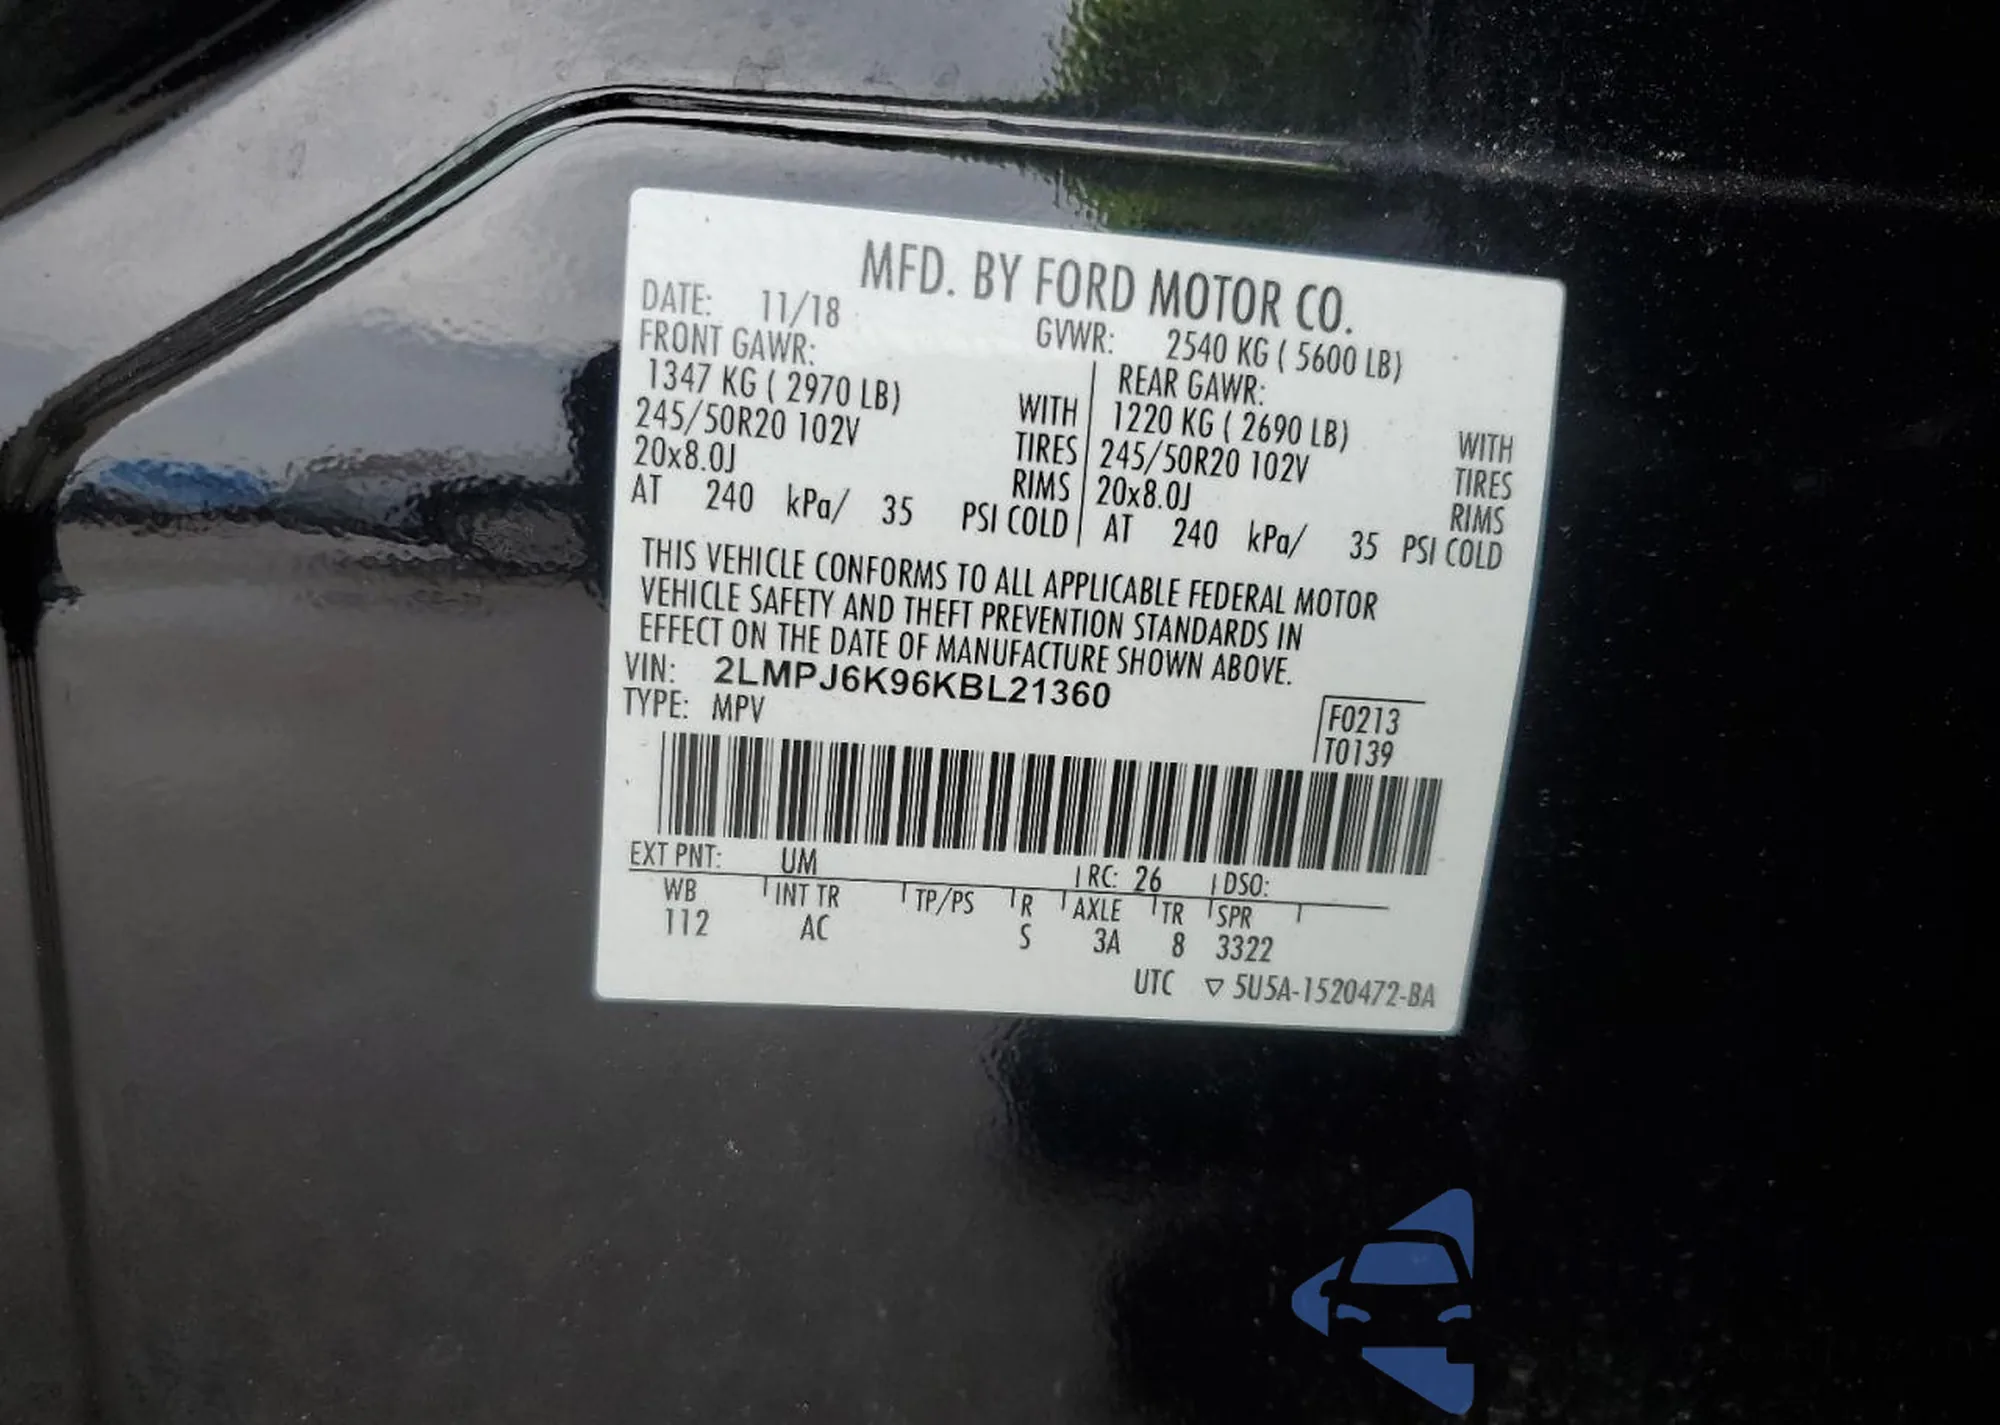 MFD. BY FORD MOTOR CO.
DATE: 11/18 GVWR: 2540 KG ( 5600 LB)
FRONT GAWR: REAR GAWR:
1347 KG ( 2970 LB) WITH 1220 KG ( 2690 LB) WITH
245/50R20 102V TIRES 245/50R20 102V TIRES
20x8.0J RIMS 20x8.0J RIMS
AT 240 kPa/ 35 PSI COLD AT 240 kPa/ 35 PSI COLD
THIS VEHICLE CONFORMS TO ALL APPLICABLE FEDERAL MOTOR
VEHICLE SAFETY AND THEFT PREVENTION STANDARDS IN
EFFECT ON THE DATE OF MANUFACTURE SHOWN ABOVE.
VIN: 2LMPJ6K96KBL21360
TYPE: MPV F0213
T0139
EXT PNT: UM RC: 26 DSO:
WB INT TR TP/PS R AXLE TR SPR
112 AC S 3A 8 3322
UTC ▽ 5U5A-1520472-BA